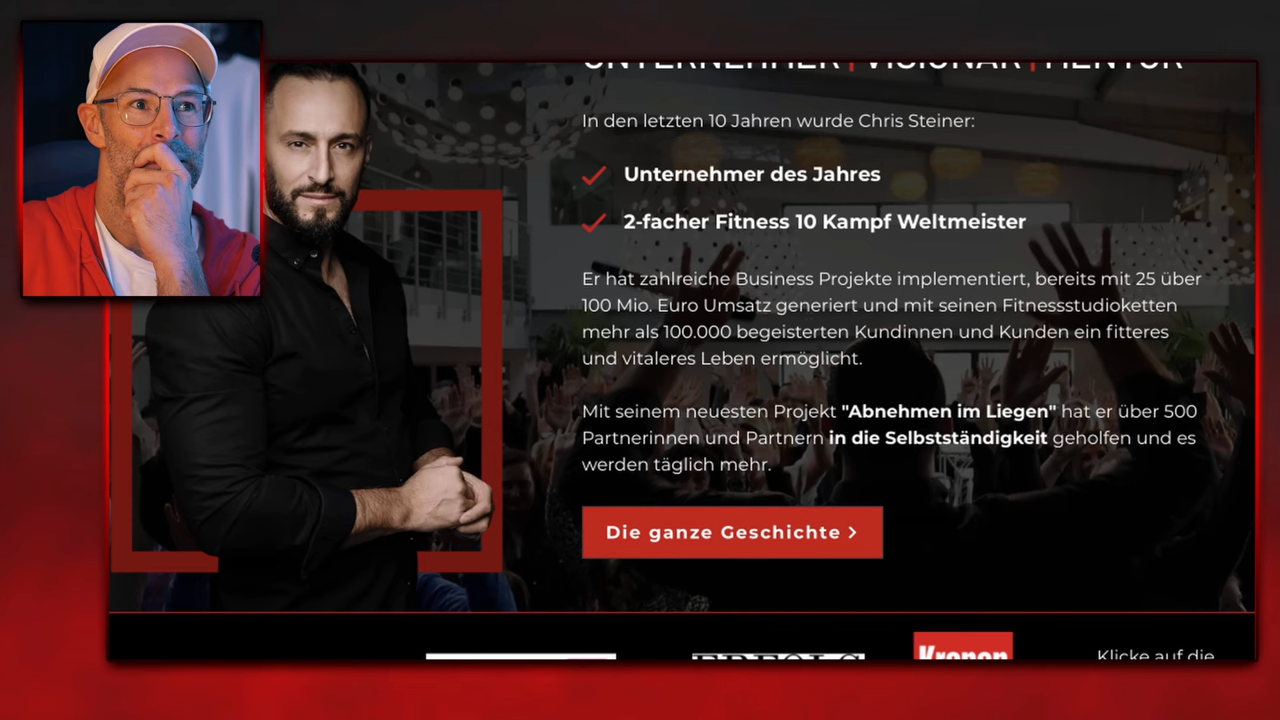 UNTERNEHMER | VISIONÄR | MENTOR
In den letzten 10 Jahren wurde Chris Steiner:
Unternehmer des Jahres
2-facher Fitness 10 Kampf Weltmeister
Er hat zahlreiche Business Projekte implementiert, bereits mit 25 über
100 Mio. Euro Umsatz generiert und mit seinen Fitnessstudioketten
mehr als 100.000 begeisterten Kundinnen und Kunden ein fitteres
und vitaleres Leben ermöglicht.
Mit seinem neuesten Projekt "Abnehmen im Liegen" hat er über 500
Partnerinnen und Partnern in die Selbstständigkeit geholfen und es
werden täglich mehr.
Die ganze Geschichte >
Kronen
Klicke auf die